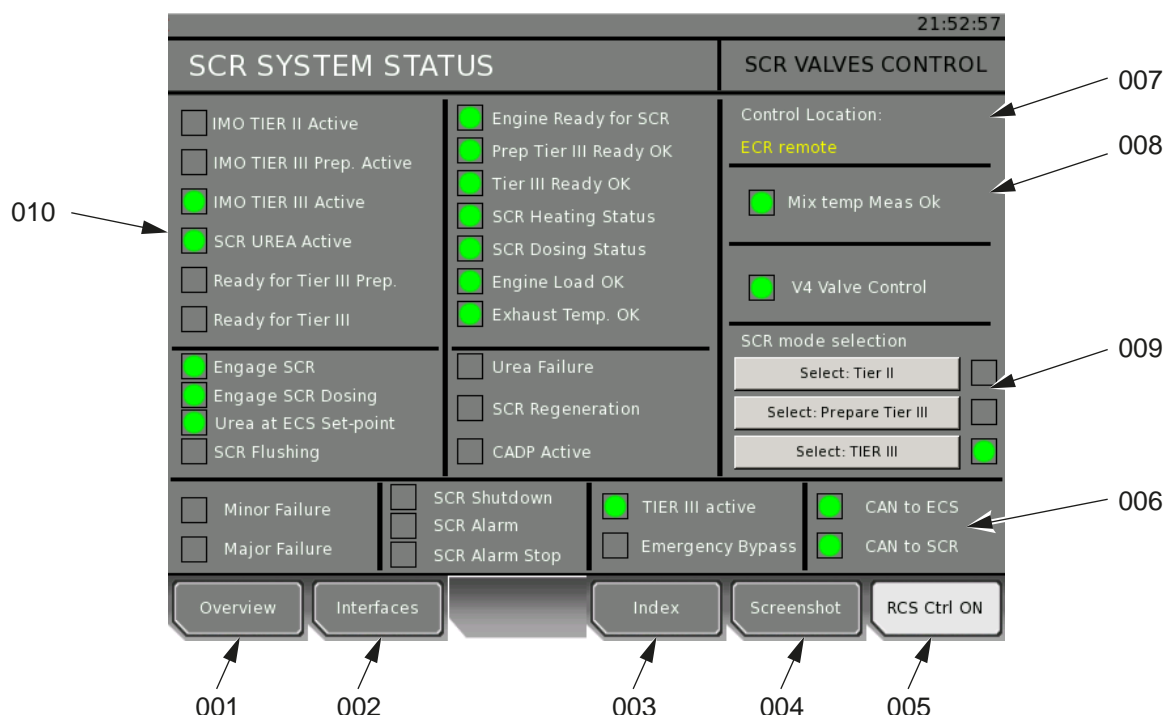 21:52:57
SCR SYSTEM STATUS
SCR VALVES CONTROL
IMO TIER II Active
IMO TIER III Prep. Active
IMO TIER III Active
SCR UREA Active
Ready for Tier III Prep.
Ready for Tier III
Engine Ready for SCR
Prep Tier III Ready OK
Tier III Ready OK
SCR Heating Status
SCR Dosing Status
Engine Load OK
Exhaust Temp. OK
Control Location:
ECR remote
Mix temp Meas Ok
V4 Valve Control
Engage SCR
Engage SCR Dosing
Urea at ECS Set-point
SCR Flushing
Urea Failure
SCR Regeneration
CADP Active
SCR mode selection
Select: Tier II
Select: Prepare Tier III
Select: TIER III
Minor Failure
Major Failure
SCR Shutdown
SCR Alarm
SCR Alarm Stop
TIER III active
Emergency Bypass
CAN to ECS
CAN to SCR
Overview
Interfaces
Index
Screenshot
RCS Ctrl ON
007
008
009
006
010
001
002
003
004
005